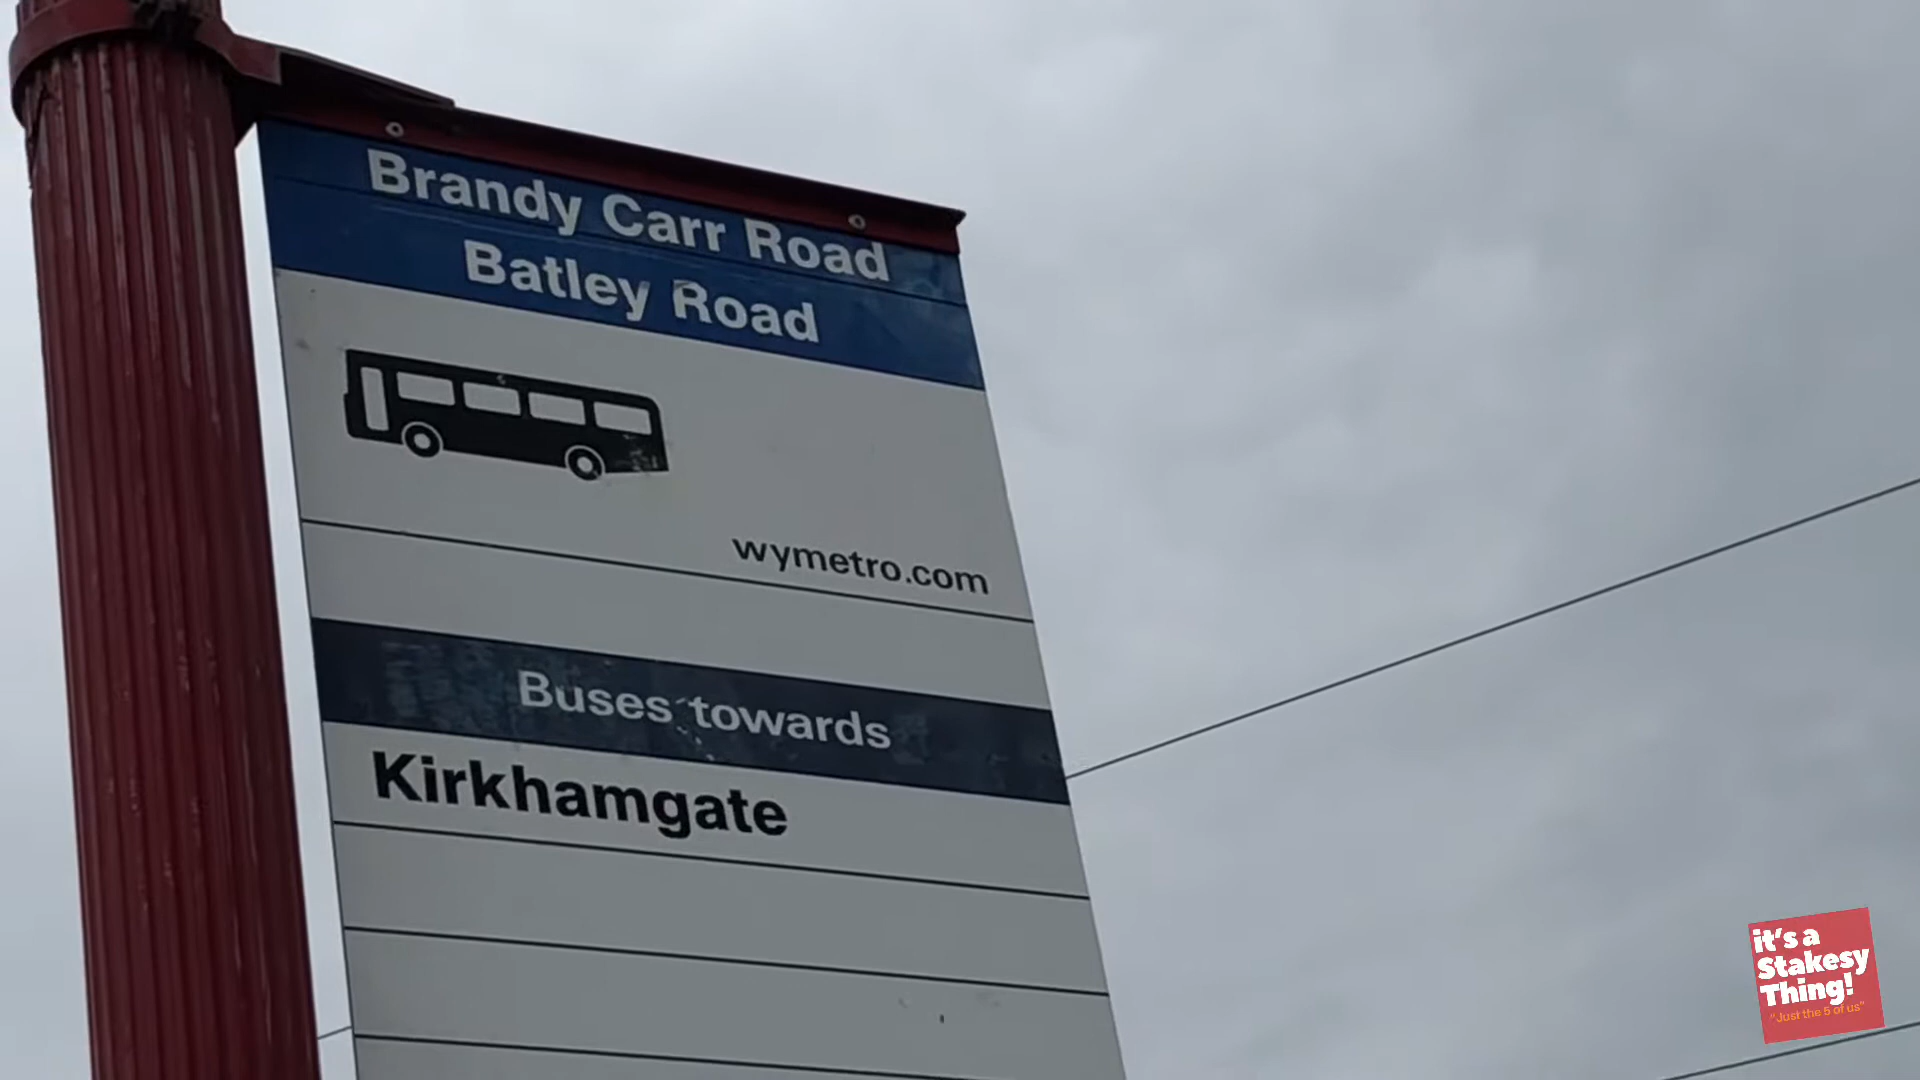 Brandy Carr Road
Batley Road
wymetro.com
Buses towards
Kirkhamgate
it's a
Stakesy
Thing!
"Just the 5 of us"